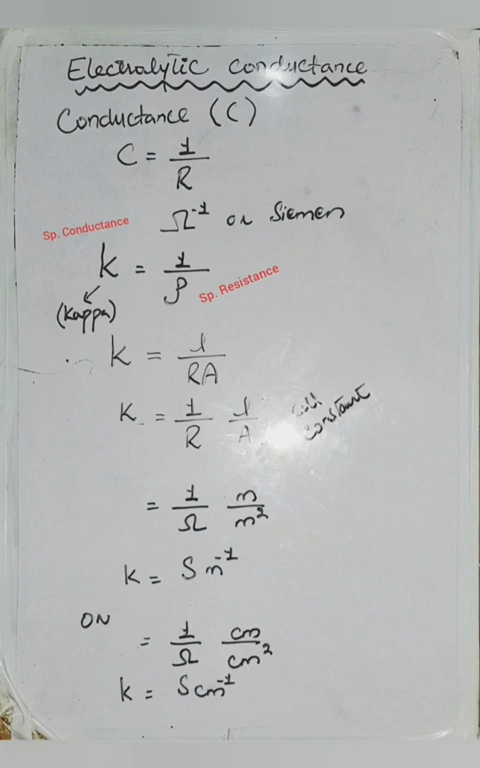 Electrolytic conductance
Conductance (C)
C = 1/R
Ω⁻¹ or Siemen
Sp. Conductance
k = 1/ρ
Sp. Resistance
(Kappa)
k = l/RA
K = 1/R l/A Cell
Constant
= 1/Ω m/m²
k = S m⁻¹
OR
= 1/Ω cm/cm²
k = S cm⁻¹